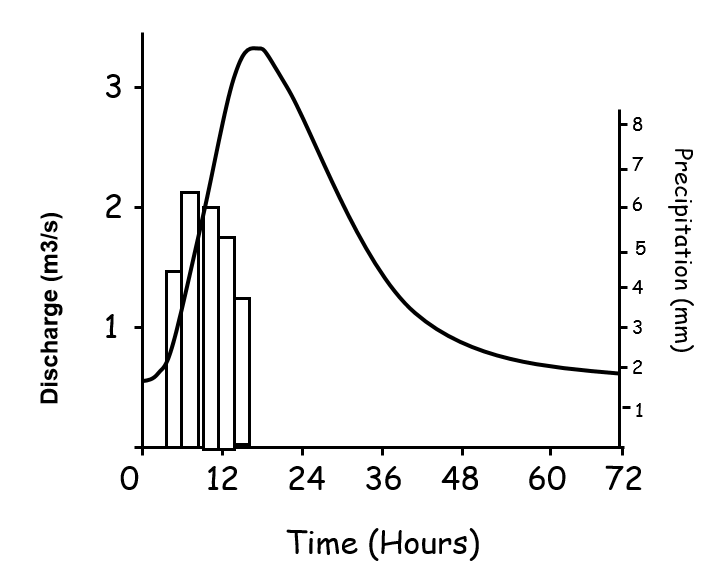 3
2
1
Discharge (m3/s)
8
7
6
5
4
3
2
1
Precipitation (mm)
0 12 24 36 48 60 72
Time (Hours)